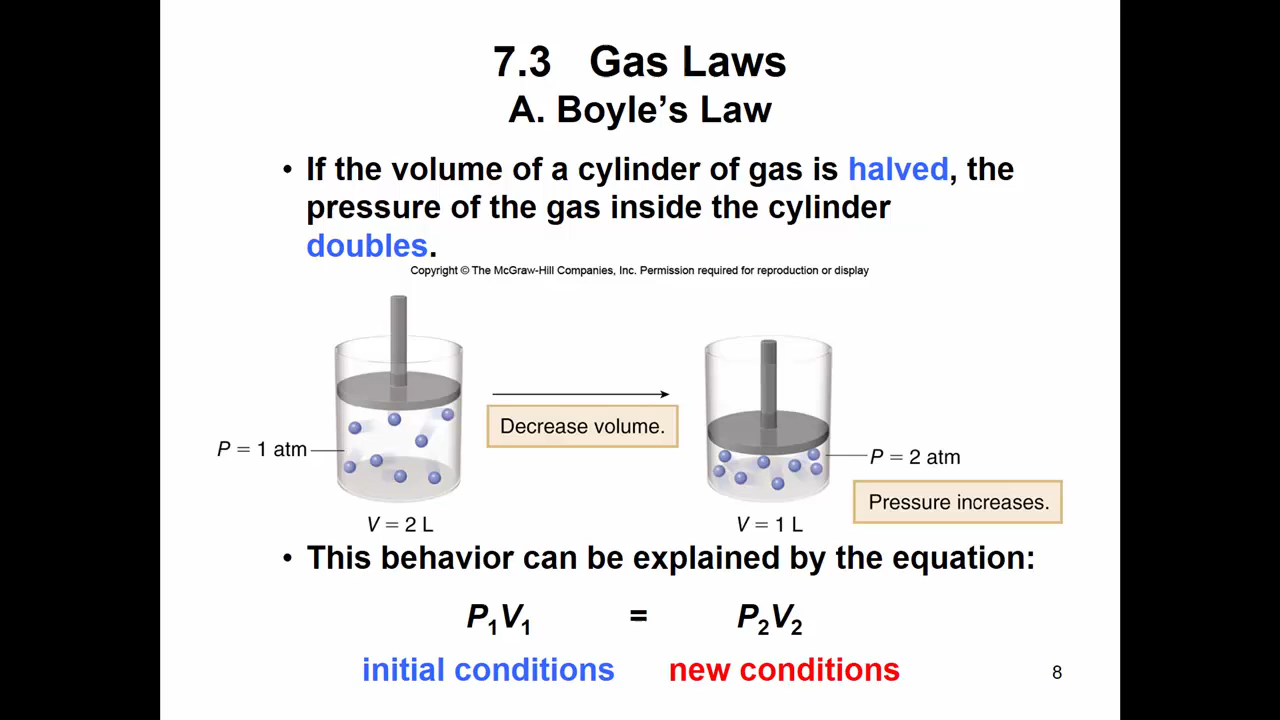 7.3 Gas Laws
A. Boyle’s Law
• If the volume of a cylinder of gas is halved, the
pressure of the gas inside the cylinder
doubles.
Copyright © The McGraw-Hill Companies, Inc. Permission required for reproduction or display
Decrease volume.
P = 1 atm
P = 2 atm
Pressure increases.
V = 2 L
V = 1 L
• This behavior can be explained by the equation:
P₁V₁ = P₂V₂
initial conditions new conditions
8